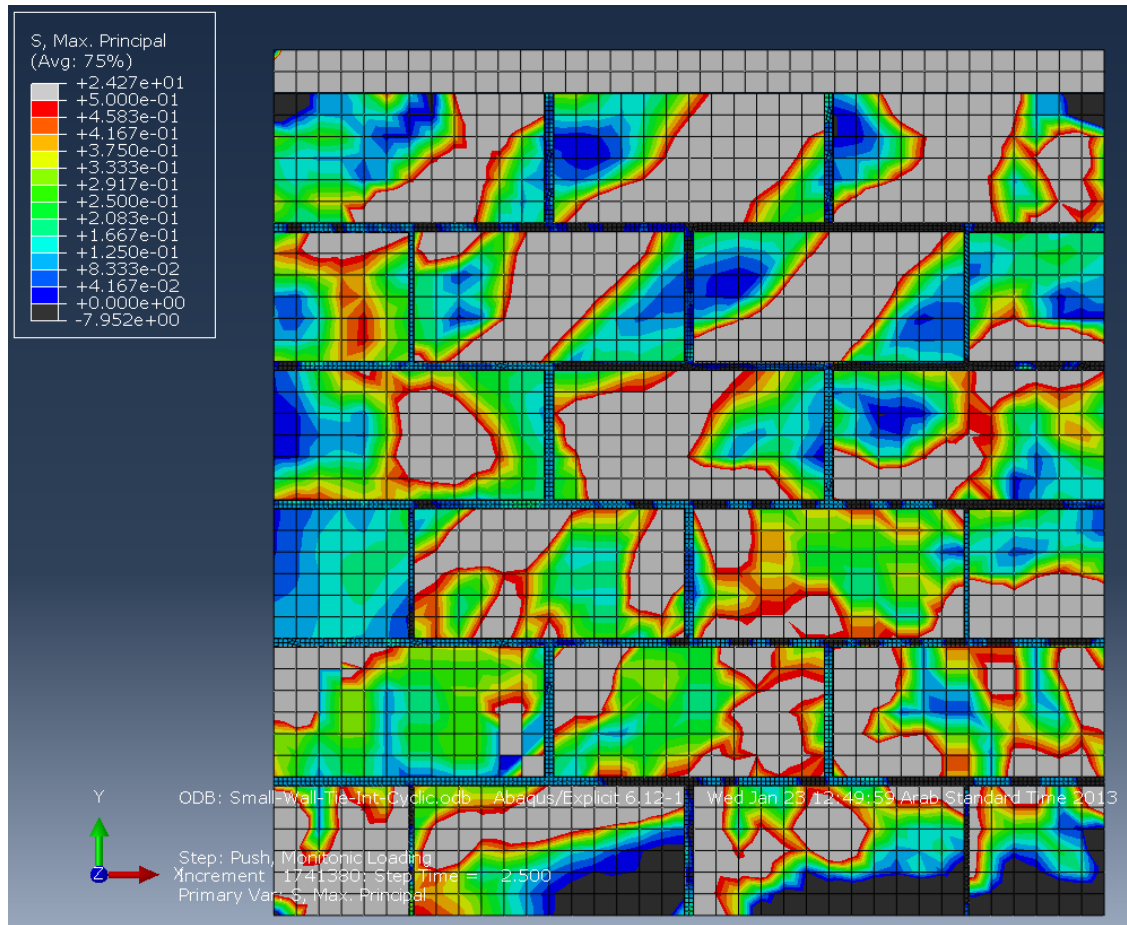 S, Max. Principal
(Avg: 75%)
+2.427e+01
+5.000e-01
+4.583e-01
+4.167e-01
+3.750e-01
+3.333e-01
+2.917e-01
+2.500e-01
+2.083e-01
+1.667e-01
+1.250e-01
+8.333e-02
+4.167e-02
+0.000e+00
-7.952e+00
Y
ODB: Small-Wall-Tie-Int-Cyclic.odb Abaqus/Explicit 6.12-1 Wed Jan 23 12:49:59 Arab Standard Time 2013
Z X
Step: Push, Monitonic Loading
Increment 1741380: Step Time = 2.500
Primary Var: S, Max. Principal